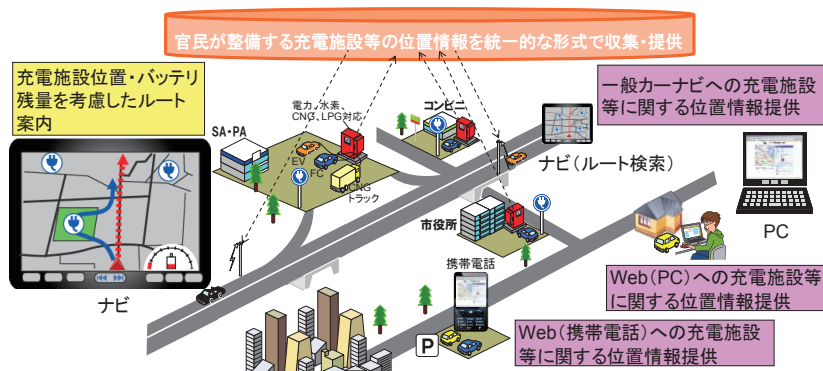 官民が整備する充電施設等の位置情報を統一的な形式で収集・提供
充電施設位置・バッテリ
残量を考慮したルート
案内
ナビ
SA・PA
電力、水素、
CNG、LPG対応
EV
FC
CNG
トラック
コンビニ
ナビ(ルート検索)
一般カーナビへの充電施設
等に関する位置情報提供
PC
市役所
携帯電話
P
Web(PC)への充電施設等
に関する位置情報提供
Web(携帯電話)への充電施設
等に関する位置情報提供